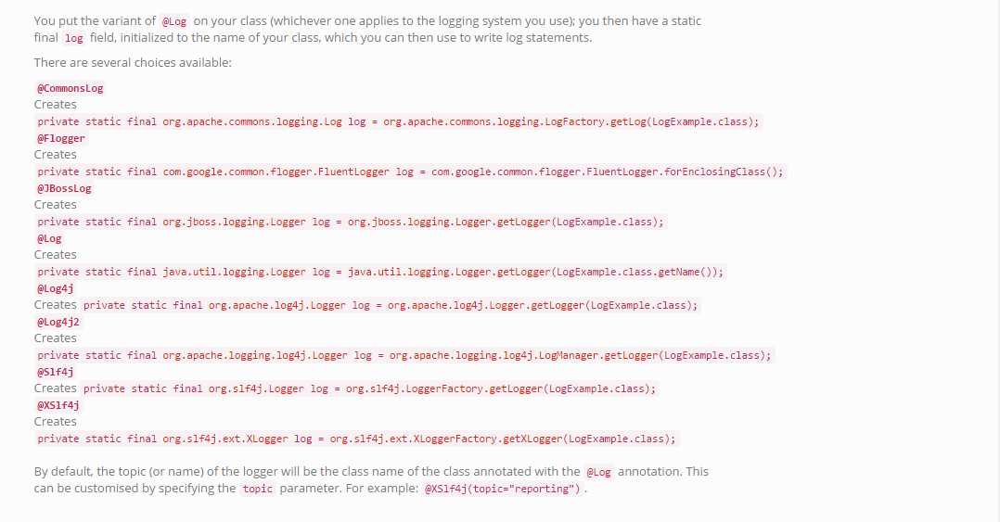 You put the variant of @Log on your class (whichever one applies to the logging system you use); you then have a static
final log field, initialized to the name of your class, which you can then use to write log statements.
There are several choices available:
@CommonsLog
Creates
private static final org.apache.commons.logging.Log log = org.apache.commons.logging.LogFactory.getLog(LogExample.class);
@Flogger
Creates
private static final com.google.common.flogger.FluentLogger log = com.google.common.flogger.FluentLogger.forEnclosingClass();
@JBossLog
Creates
private static final org.jboss.logging.Logger log = org.jboss.logging.Logger.getLogger(LogExample.class);
@Log
Creates
private static final java.util.logging.Logger log = java.util.logging.Logger.getLogger(LogExample.class.getName());
@Log4j
Creates private static final org.apache.log4j.Logger log = org.apache.log4j.Logger.getLogger(LogExample.class);
@Log4j2
Creates
private static final org.apache.logging.log4j.Logger log = org.apache.logging.log4j.LogManager.getLogger(LogExample.class);
@Slf4j
Creates private static final org.slf4j.Logger log = org.slf4j.LoggerFactory.getLogger(LogExample.class);
@XSlf4j
Creates
private static final org.slf4j.ext.XLogger log = org.slf4j.ext.XLoggerFactory.getXLogger(LogExample.class);
By default, the topic (or name) of the logger will be the class name of the class annotated with the @Log annotation. This
can be customised by specifying the topic parameter. For example: @XSlf4j(topic="reporting") .